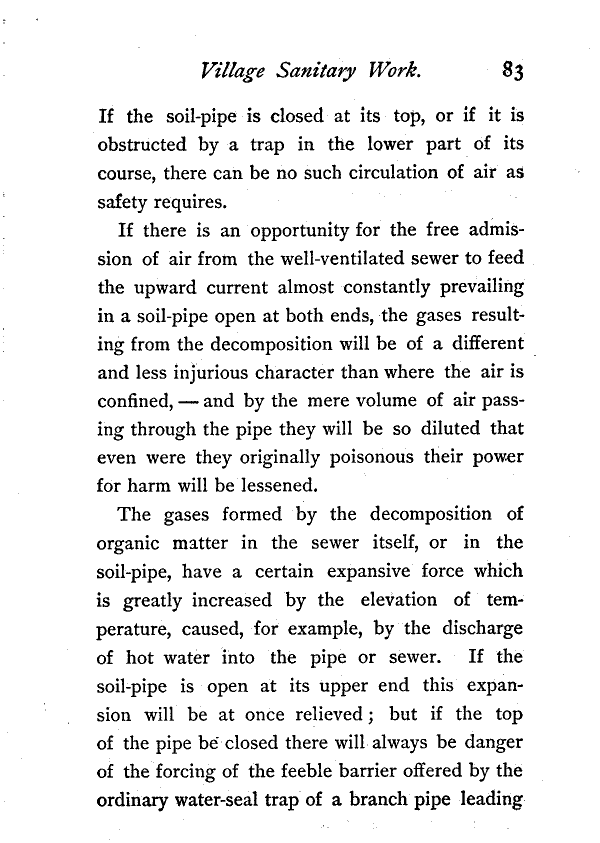 Village Sanitary Work. 83
If the soil-pipe is closed at its top, or if it is
obstructed by a trap in the lower part of its
course, there can be no such circulation of air as
safety requires.
If there is an opportunity for the free admis-
sion of air from the well-ventilated sewer to feed
the upward current almost constantly prevailing
in a soil-pipe open at both ends, the gases result-
ing from the decomposition will be of a different
and less injurious character than where the air is
confined, — and by the mere volume of air pass-
ing through the pipe they will be so diluted that
even were they originally poisonous their power
for harm will be lessened.
The gases formed by the decomposition of
organic matter in the sewer itself, or in the
soil-pipe, have a certain expansive force which
is greatly increased by the elevation of tem-
perature, caused, for example, by the discharge
of hot water into the pipe or sewer. If the
soil-pipe is open at its upper end this expan-
sion will be at once relieved ; but if the top
of the pipe be closed there will always be danger
of the forcing of the feeble barrier offered by the
ordinary water-seal trap of a branch pipe leading